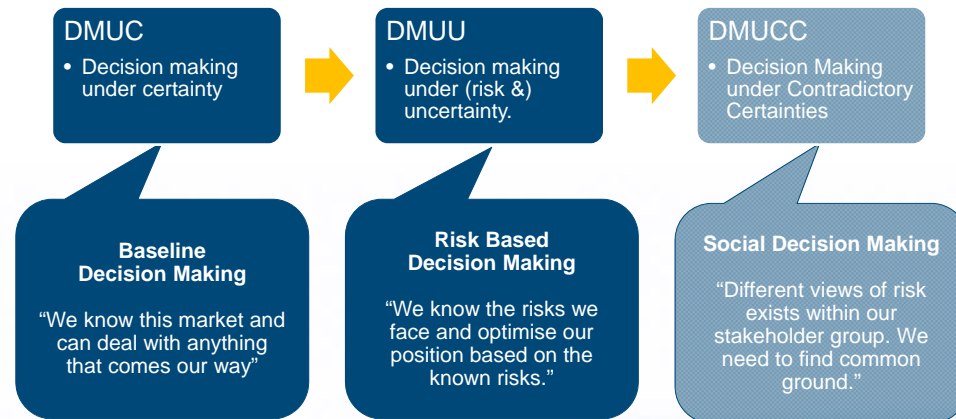 DMUC
• Decision making
under certainty
DMUU
• Decision making
under (risk &)
uncertainty.
DMUCC
• Decision Making
under Contradictory
Certainties
Baseline
Decision Making
“We know this market and
can deal with anything
that comes our way”
Risk Based
Decision Making
“We know the risks we
face and optimise our
position based on the
known risks.”
Social Decision Making
“Different views of risk
exists within our
stakeholder group. We
need to find common
ground.”